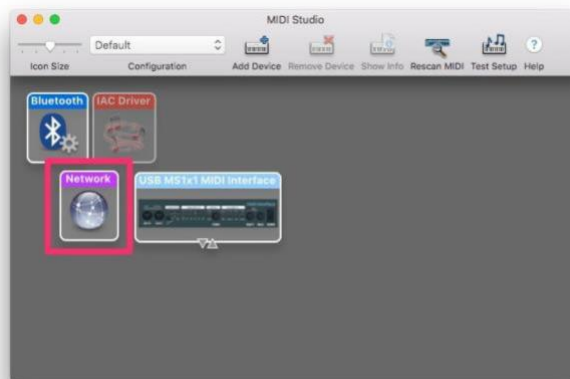 MIDI Studio
Default
Icon Size Configuration Add Device Remove Device Show Info Rescan MIDI Test Setup Help
Bluetooth IAC Driver
Network USB MS1x1 MIDI Interface